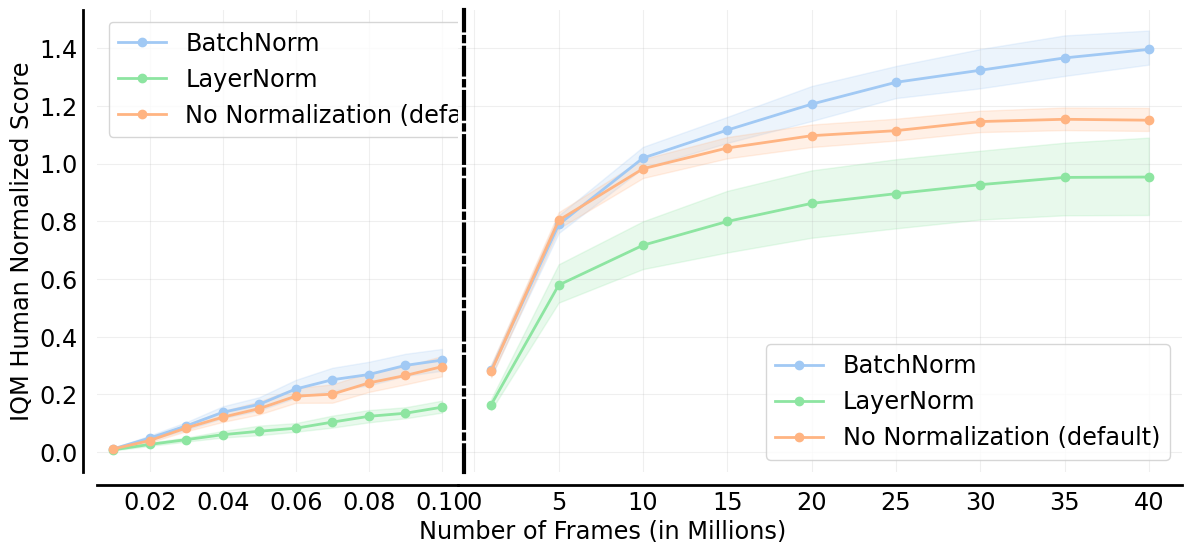 IQM Human Normalized Score
BatchNorm
LayerNorm
No Normalization (defa
1.4
1.2
1.0
0.8
0.6
0.4
0.2
0.0
0.02 0.04 0.06 0.08 0.100 5 10 15 20 25 30 35 40
BatchNorm
LayerNorm
No Normalization (default)
Number of Frames (in Millions)